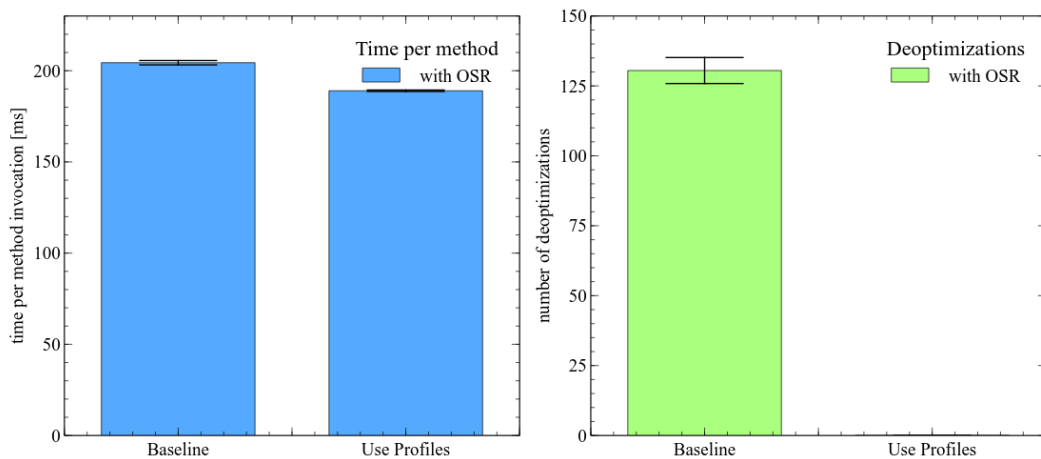 Time per method
with OSR
time per method invocation [ms]
200
150
100
50
0
Baseline
Use Profiles
Deoptimizations
with OSR
number of deoptimizations
150
125
100
75
50
25
0
Baseline
Use Profiles